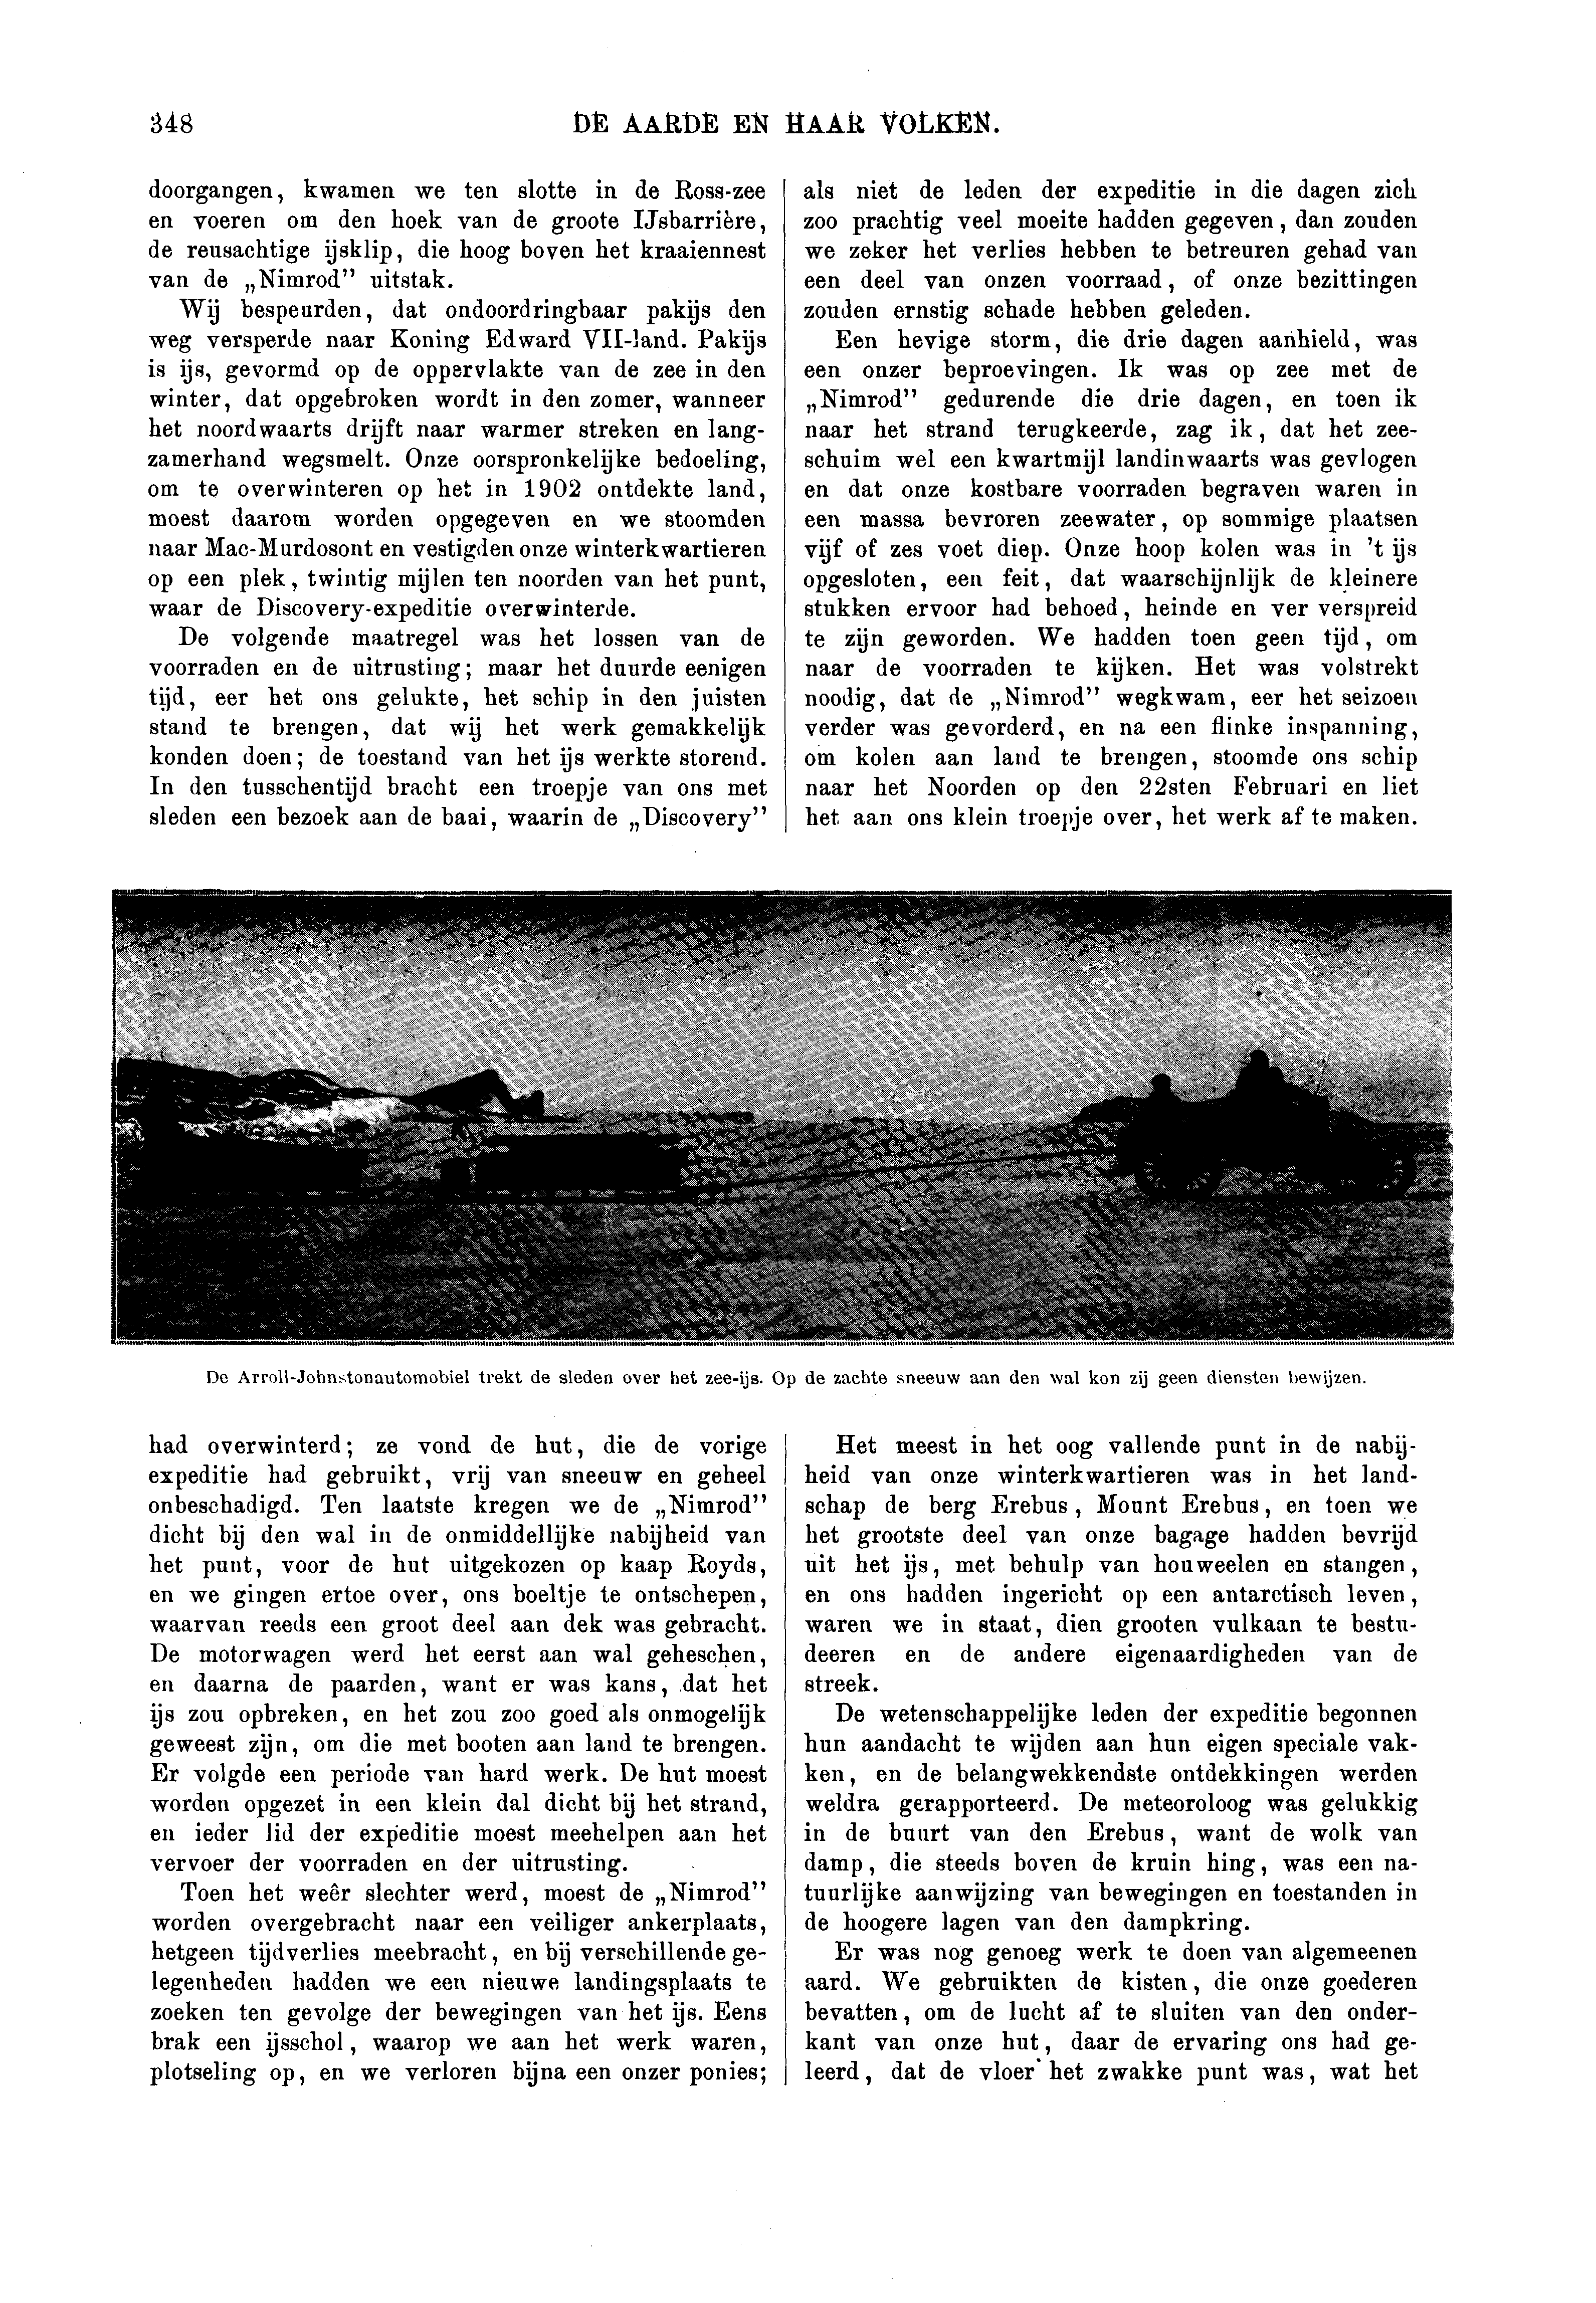 348
DE AARDE EN HAAR VOLKEN.
doorgangen, kwamen we ten slotte in de Ross-zee
en voeren om den hoek van de groote IJsbarrière,
de reusachtige ijsklip, die hoog boven het kraaiennest
van de „Nimrod” uitstak.
Wij bespeurden, dat ondoordringbaar pakijs den
weg versperde naar Koning Edward VII-land. Pakijs
is ijs, gevormd op de oppervlakte van de zee in den
winter, dat opgebroken wordt in den zomer, wanneer
het noordwaarts drijft naar warmer streken en lang-
zamerhand wegsmelt. Onze oorspronkelijke bedoeling,
om te overwinteren op het in 1902 ontdekte land,
moest daarom worden opgegeven en we stoomden
naar Mac-Murdosont en vestigden onze winterkwartieren
op een plek, twintig mijlen ten noorden van het punt,
waar de Discovery-expeditie overwinterde.
De volgende maatregel was het lossen van de
voorraden en de uitrusting; maar het duurde eenigen
tijd, eer het ons gelukte, het schip in den juisten
stand te brengen, dat wij het werk gemakkelijk
konden doen; de toestand van het ijs werkte storend.
In den tusschentijd bracht een troepje van ons met
sleden een bezoek aan de baai, waarin de „Discovery”
had overwinterd; ze vond de hut, die de vorige
expeditie had gebruikt, vrij van sneeuw en geheel
onbeschadigd. Ten laatste kregen we de „Nimrod”
dicht bij den wal in de onmiddellijke nabijheid van
het punt, voor de hut uitgekozen op kaap Royds,
en we gingen ertoe over, ons boeltje te ontschepen,
waarvan reeds een groot deel aan dek was gebracht.
De motorwagen werd het eerst aan wal geheschen,
en daarna de paarden, want er was kans, dat het
ijs zou opbreken, en het zou zoo goed als onmogelijk
geweest zijn, om die met booten aan land te brengen.
Er volgde een periode van hard werk. De hut moest
worden opgezet in een klein dal dicht bij het strand,
en ieder lid der expeditie moest meehelpen aan het
vervoer der voorraden en der uitrusting.
Toen het weêr slechter werd, moest de „Nimrod”
worden overgebracht naar een veiliger ankerplaats,
hetgeen tijdverlies meebracht, en bij verschillende ge-
legenheden hadden we een nieuwe landingsplaats te
zoeken ten gevolge der bewegingen van het ijs. Eens
brak een ijsschol, waarop we aan het werk waren,
plotseling op, en we verloren bijna een onzer ponies;
als niet de leden der expeditie in die dagen zich
zoo prachtig veel moeite hadden gegeven, dan zouden
we zeker het verlies hebben te betreuren gehad van
een deel van onzen voorraad, of onze bezittingen
zouden ernstig schade hebben geleden.
Een hevige storm, die drie dagen aanhield, was
een onzer beproevingen. Ik was op zee met de
„Nimrod” gedurende die drie dagen, en toen ik
naar het strand terugkeerde, zag ik, dat het zee-
schuim wel een kwartmijl landinwaarts was gevlogen
en dat onze kostbare voorraden begraven waren in
een massa bevroren zeewater, op sommige plaatsen
vijf of zes voet diep. Onze hoop kolen was in 't ijs
opgesloten, een feit, dat waarschijnlijk de kleinere
stukken ervoor had behoed, heinde en ver verspreid
te zijn geworden. We hadden toen geen tijd, om
naar de voorraden te kijken. Het was volstrekt
noodig, dat de „Nimrod” wegkwam, eer het seizoen
verder was gevorderd, en na een flinke inspanning,
om kolen aan land te brengen, stoomde ons schip
naar het Noorden op den 22sten Februari en liet
het aan ons klein troepje over, het werk af te maken.
Het meest in het oog vallende punt in de nabij-
heid van onze winterkwartieren was in het land-
schap de berg Erebus, Mount Erebus, en toen we
het grootste deel van onze bagage hadden bevrijd
uit het ijs, met behulp van houweelen en stangen,
en ons hadden ingericht op een antarctisch leven,
waren we in staat, dien grooten vulkaan te bestu-
deeren en de andere eigenaardigheden van de
streek.
De wetenschappelijke leden der expeditie begonnen
hun aandacht te wijden aan hun eigen speciale vak-
ken, en de belangwekkendste ontdekkingen werden
weldra gerapporteerd. De meteoroloog was gelukkig
in de buurt van den Erebus, want de wolk van
damp, die steeds boven de kruin hing, was een na-
tuurlijke aanwijzing van bewegingen en toestanden in
de hoogere lagen van den dampkring.
Er was nog genoeg werk te doen van algemeenen
aard. We gebruikten de kisten, die onze goederen
bevatten, om de lucht af te sluiten van den onder-
kant van onze hut, daar de ervaring ons had ge-
leerd, dat de vloer het zwakke punt was, wat het
De Arroll-Johnstonautomobiel trekt de sleden over het zee-ijs. Op de zachte sneeuw aan den wal kon zij geen diensten bewijzen.